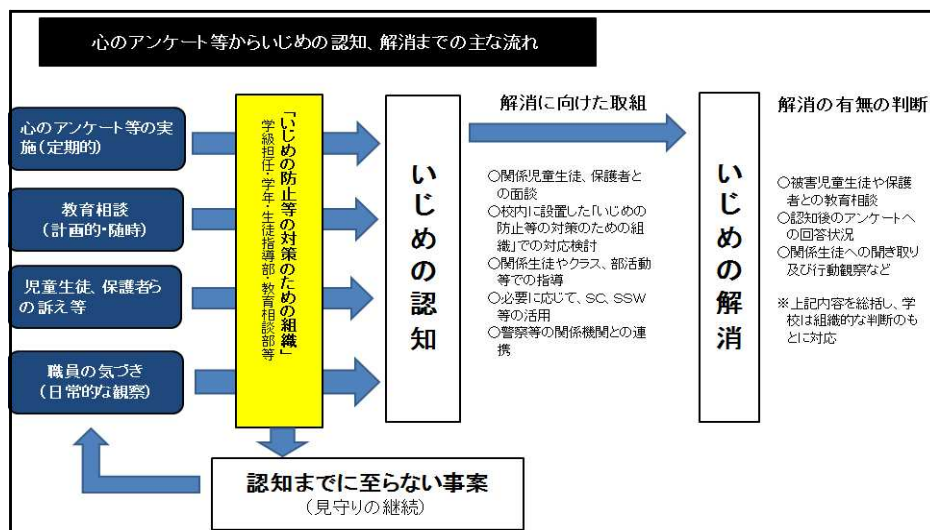 心のアンケート等からいじめの認知、解消までの主な流れ
心のアンケート等の実
施(定期的)
教育相談
(計画的・随時)
児童生徒、保護者ら
の訴え等
職員の気づき
(日常的な観察)
「いじめの防止等の対策のための組織」
学級担任・学年・生徒指導部・教育相談部等
いじめの認知
解消に向けた取組
○関係児童生徒、保護者と
の面談
○校内に設置した「いじめの
防止等の対策のための組
織」での対応検討
○関係生徒やクラス、部活動
等での指導
○必要に応じて、SC、SSW
等の活用
○警察等の関係機関との連
携
いじめの解消
解消の有無の判断
○被害児童生徒や保護
者との教育相談
○認知後のアンケートへ
の回答状況
○関係生徒への聞き取り
及び行動観察など
※上記内容を総括し、学
校は組織的な判断のも
とに対応
認知までに至らない事案
(見守りの継続)